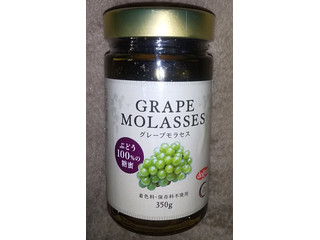 GRAPE
MOLASSES
グレープモラセス
ぶどう
100%の
糖蜜
着色料・保存料不使用
350g